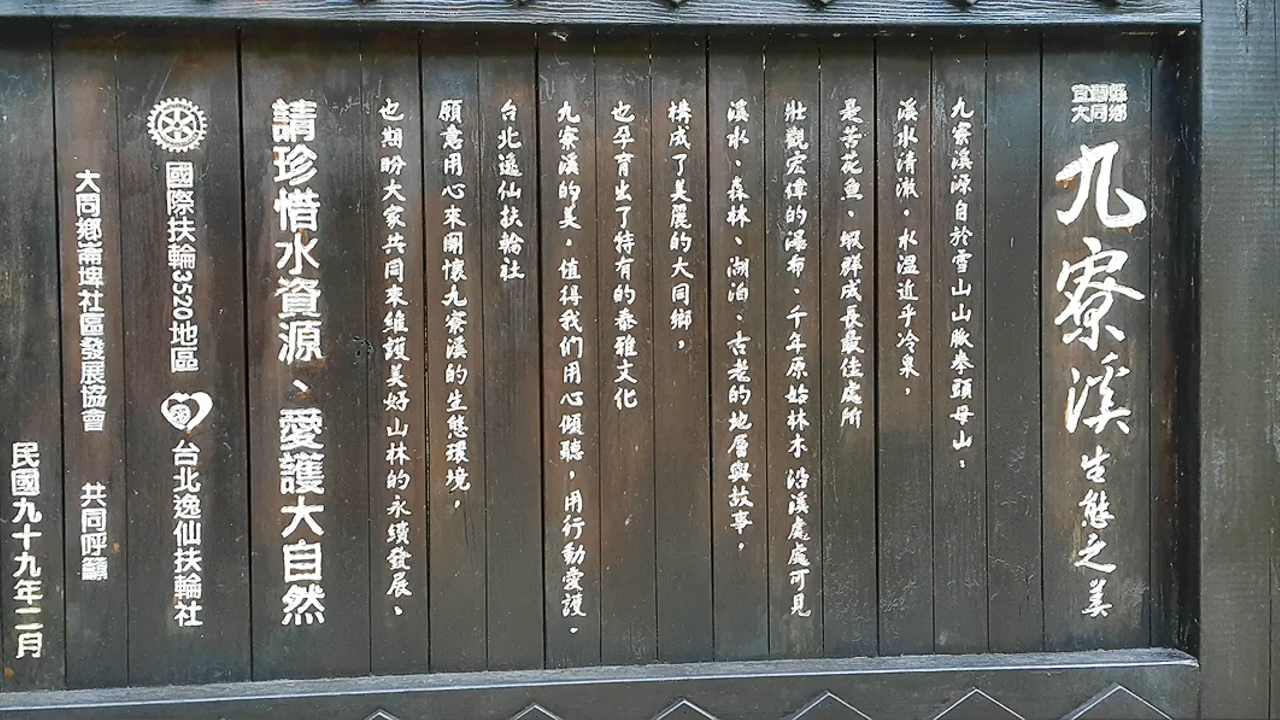 宜蘭縣
大同鄉
九寮溪生態之美
九寮溪源自於雪山山脈拳頭母山.
溪水清澈,水溫近乎冷泉,
是苦花魚、蝦群成長最佳處所
壯觀宏偉的瀑布、千年原始林木 沿溪處處可見
溪水、森林、湖泊、古老的地層與故事,
構成了美麗的大同鄉,
也孕育出了特有的泰雅文化
九寮溪的美,值得我们用心傾聽,用行動愛護.
台北逸仙扶輪社
願意用心來關懷九寮溪的生態環境,
也期盼大家共同來維護美好山林的永續發展.
請珍惜水資源、愛護大自然
國際扶輪3520地區 台北逸仙扶輪社
大同鄉崙埤社區發展協會 共同呼籲
民國九十九年二月